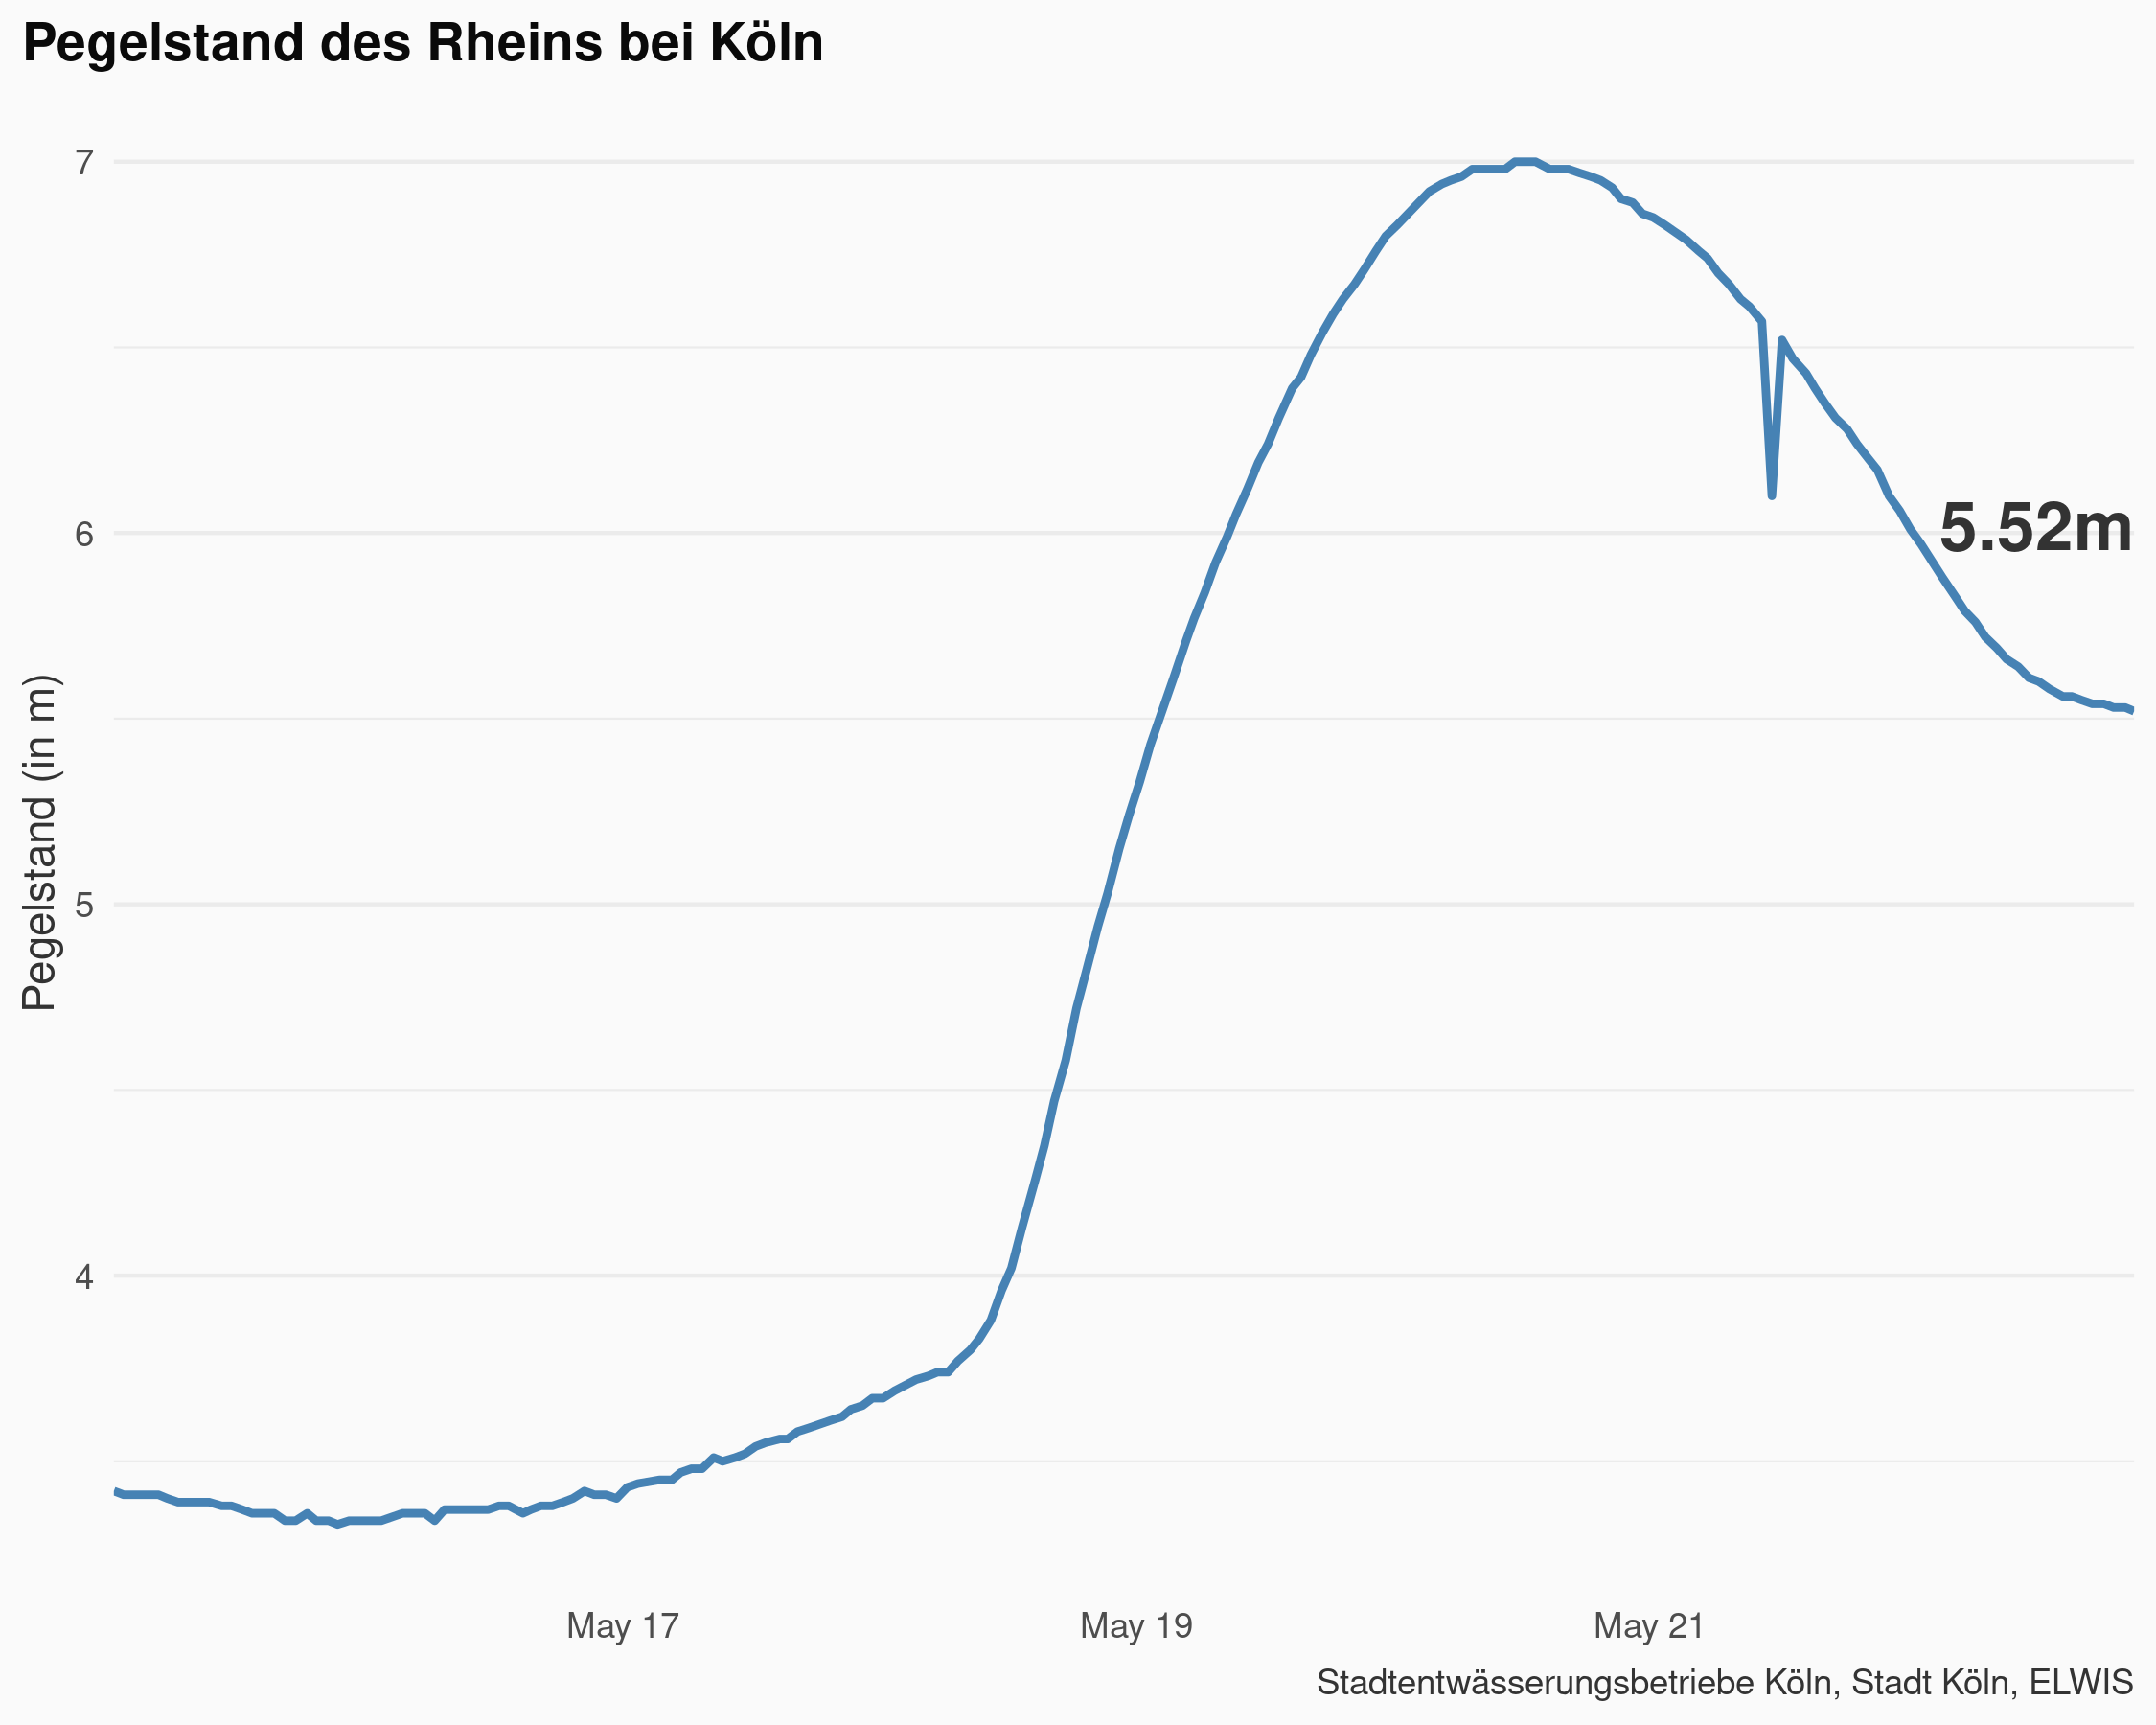 Pegelstand des Rheins bei Köln
Pegelstand (in m)
7
6
5
4
5.52m
May 17
May 19
May 21
Stadtentwässerungsbetriebe Köln, Stadt Köln, ELWIS